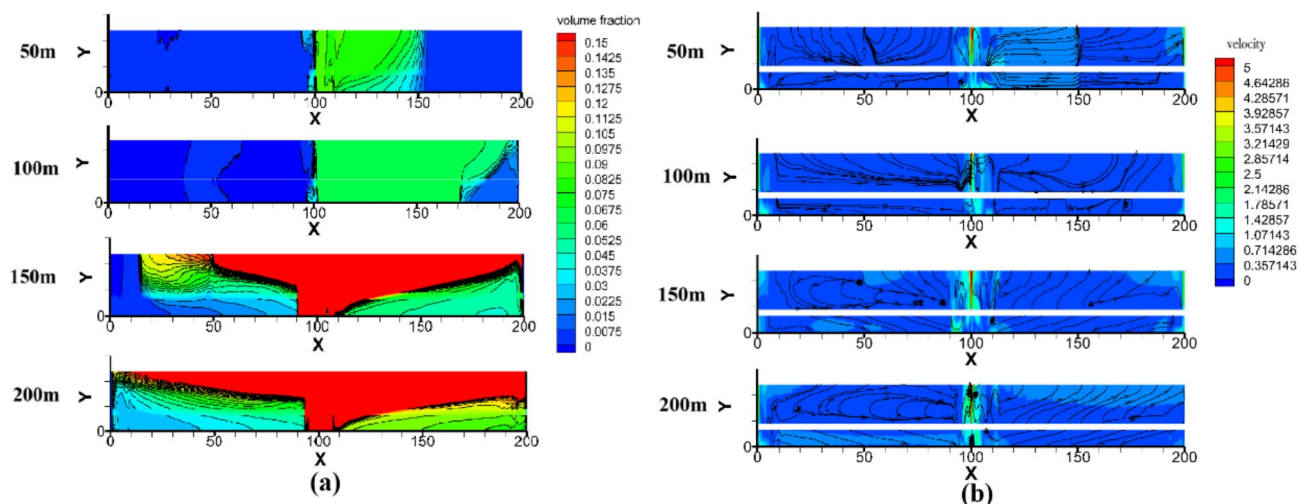 50m
Y
0
0 50 100 150 200
X
100m
Y
0
0 50 100 150 200
X
150m
Y
0
0 50 100 150 200
X
200m
Y
0
0 50 100 150 200
X
(a)
volume fraction
0.15
0.1425
0.135
0.1275
0.12
0.1125
0.105
0.0975
0.09
0.0825
0.075
0.0675
0.06
0.0525
0.045
0.0375
0.03
0.0225
0.015
0.0075
0
50m
Y
0
0 50 100 150 200
X
100m
Y
0
0 50 100 150 200
X
150m
Y
0
0 50 100 150 200
X
200m
Y
0
0 50 100 150 200
X
(b)
velocity
5
4.64286
4.28571
3.92857
3.57143
3.21429
2.85714
2.5
2.14286
1.78571
1.42857
1.07143
0.714286
0.357143
0